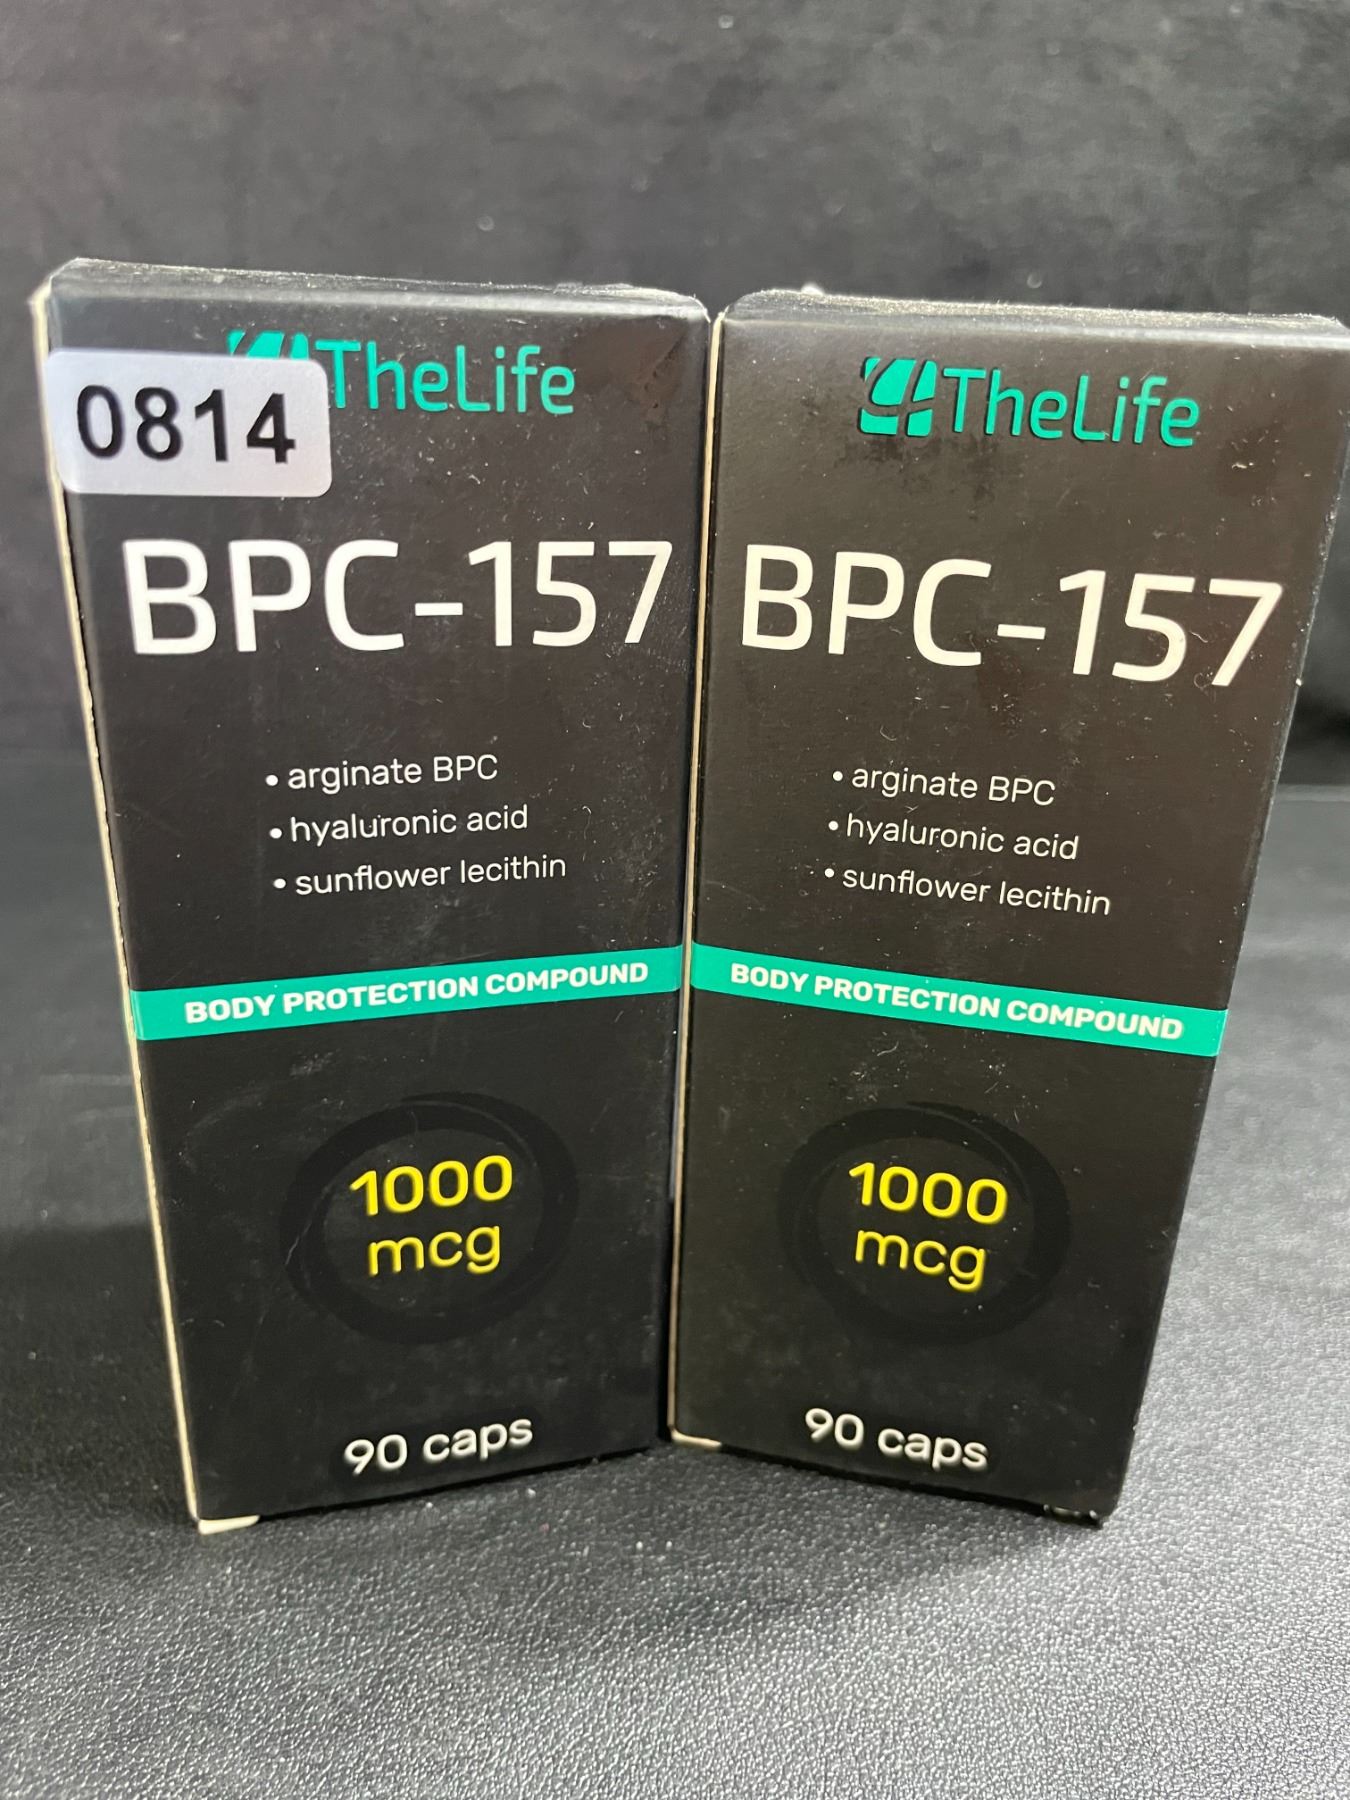 0814
TheLife
BPC-157
• arginate BPC
• hyaluronic acid
• sunflower lecithin
BODY PROTECTION COMPOUND
1000
mcg
90 caps
4TheLife
BPC-157
• arginate BPC
• hyaluronic acid
• sunflower lecithin
BODY PROTECTION COMPOUND
1000
mcg
90 caps